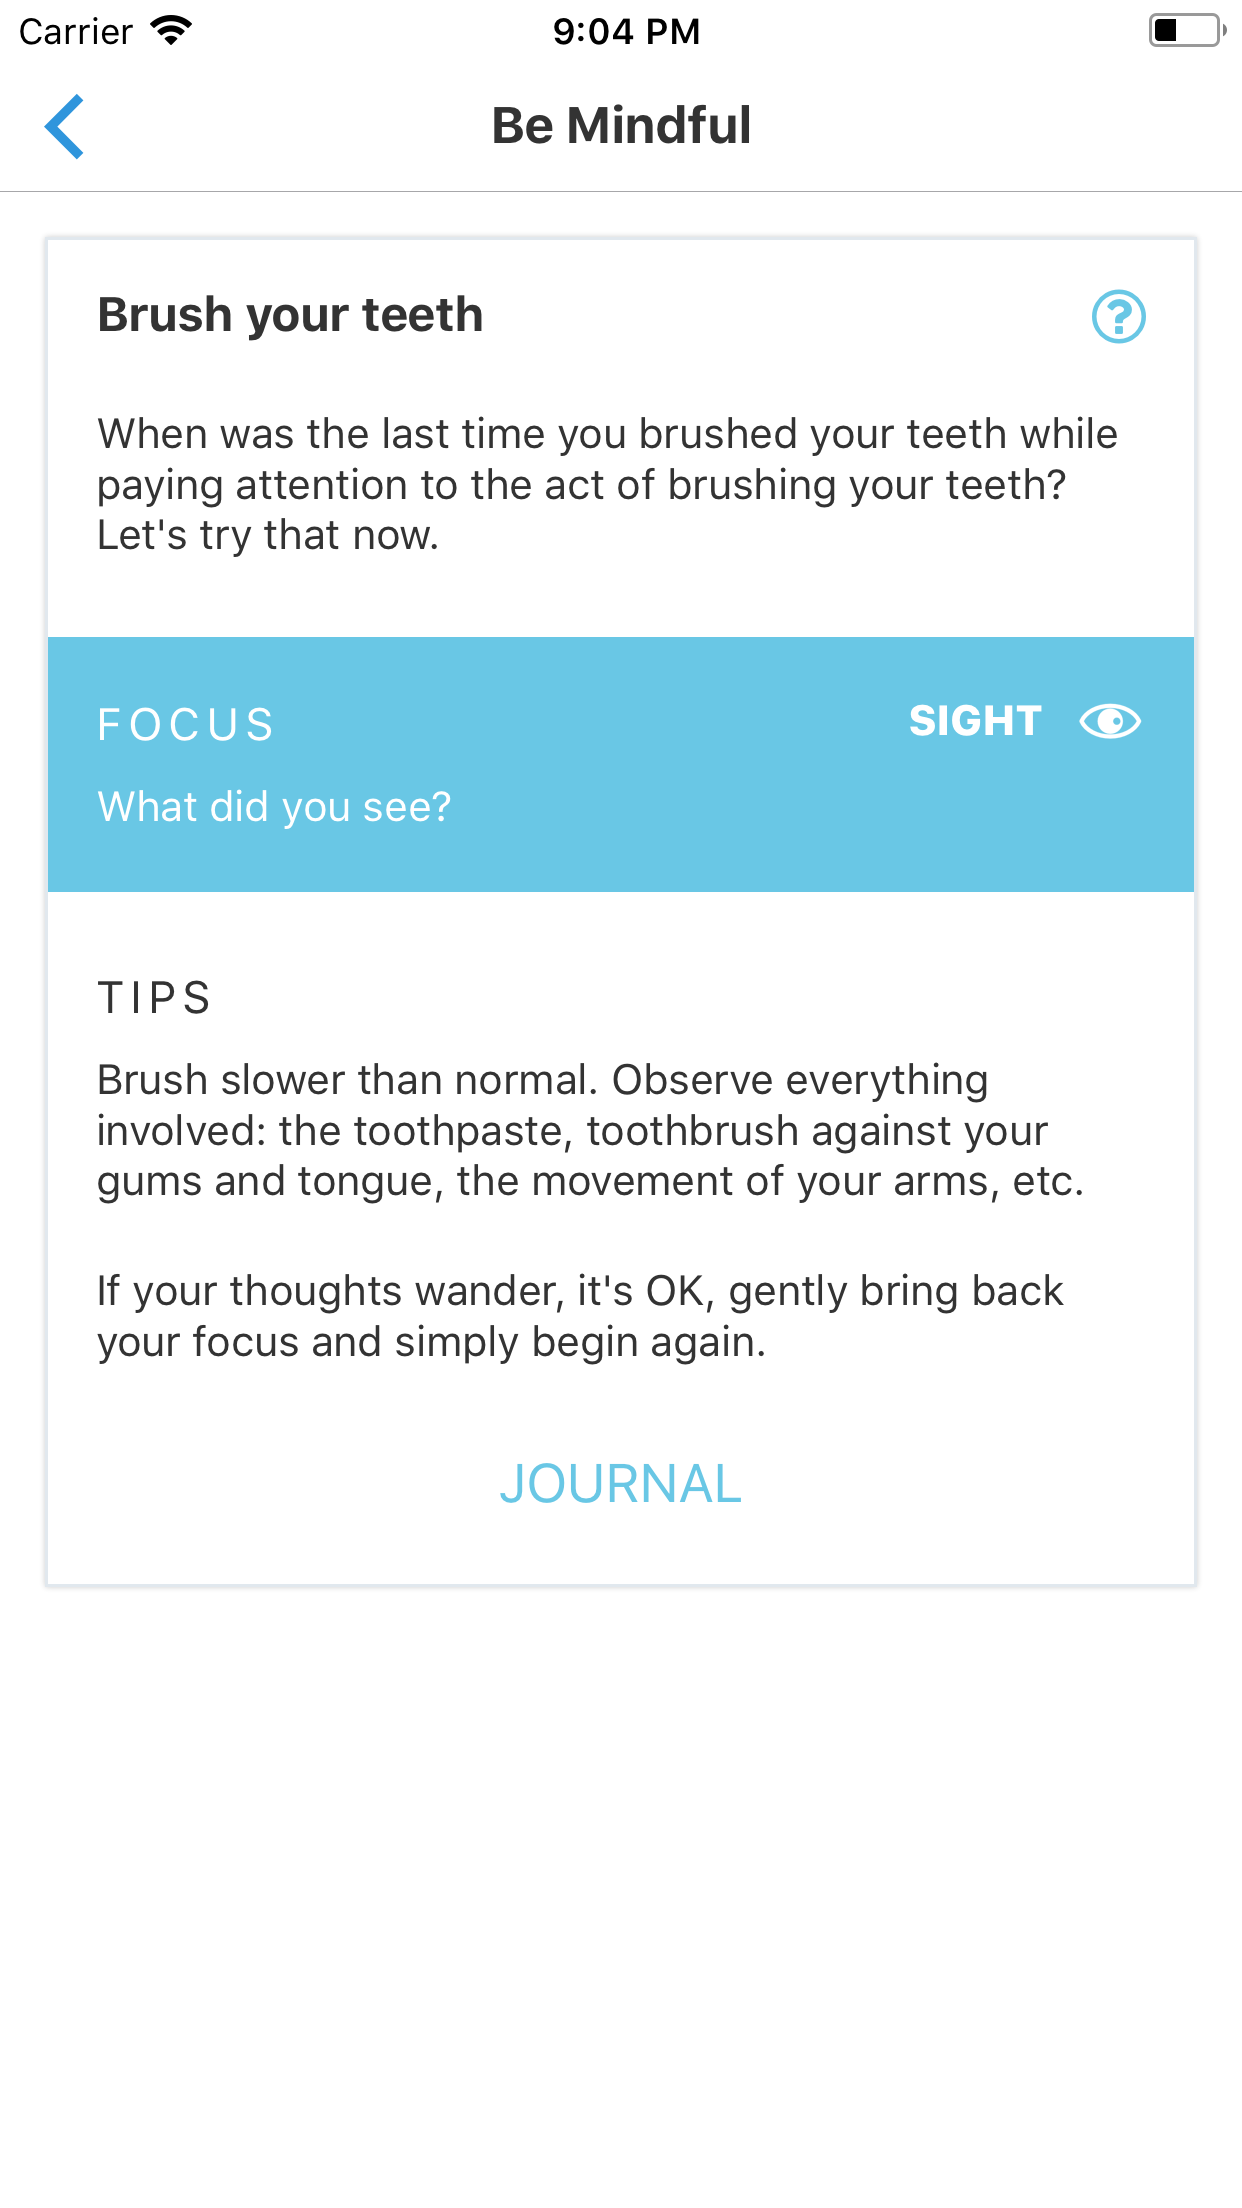 Carrier
9:04 PM
Be Mindful
Brush your teeth
When was the last time you brushed your teeth while
paying attention to the act of brushing your teeth?
Let's try that now.
FOCUS
SIGHT
What did you see?
TIPS
Brush slower than normal. Observe everything
involved: the toothpaste, toothbrush against your
gums and tongue, the movement of your arms, etc.
If your thoughts wander, it's OK, gently bring back
your focus and simply begin again.
JOURNAL